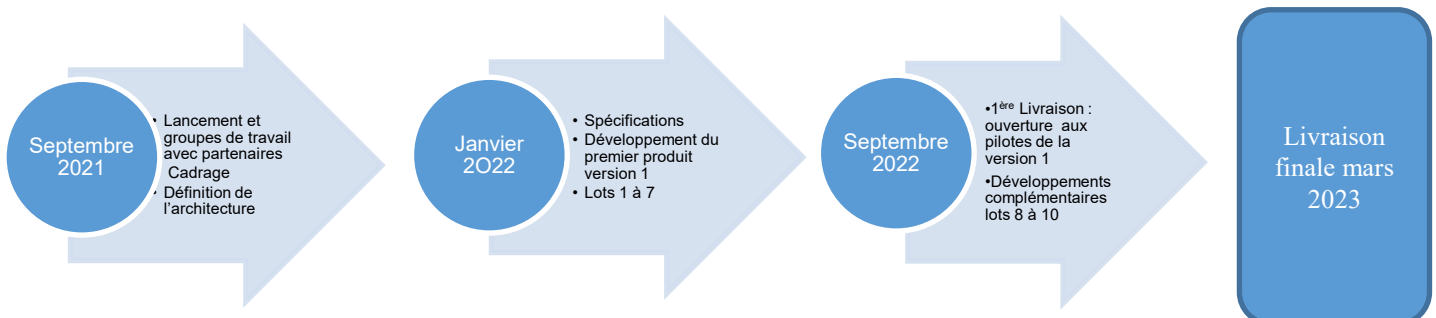 Septembre
2021
• Lancement et
groupes de travail
avec partenaires
Cadrage
• Définition de
l’architecture
Janvier
2O22
• Spécifications
• Développement du
premier produit
version 1
• Lots 1 à 7
Septembre
2022
•1ère Livraison :
ouverture aux
pilotes de la
version 1
•Développements
complémentaires
lots 8 à 10
Livraison
finale mars
2023